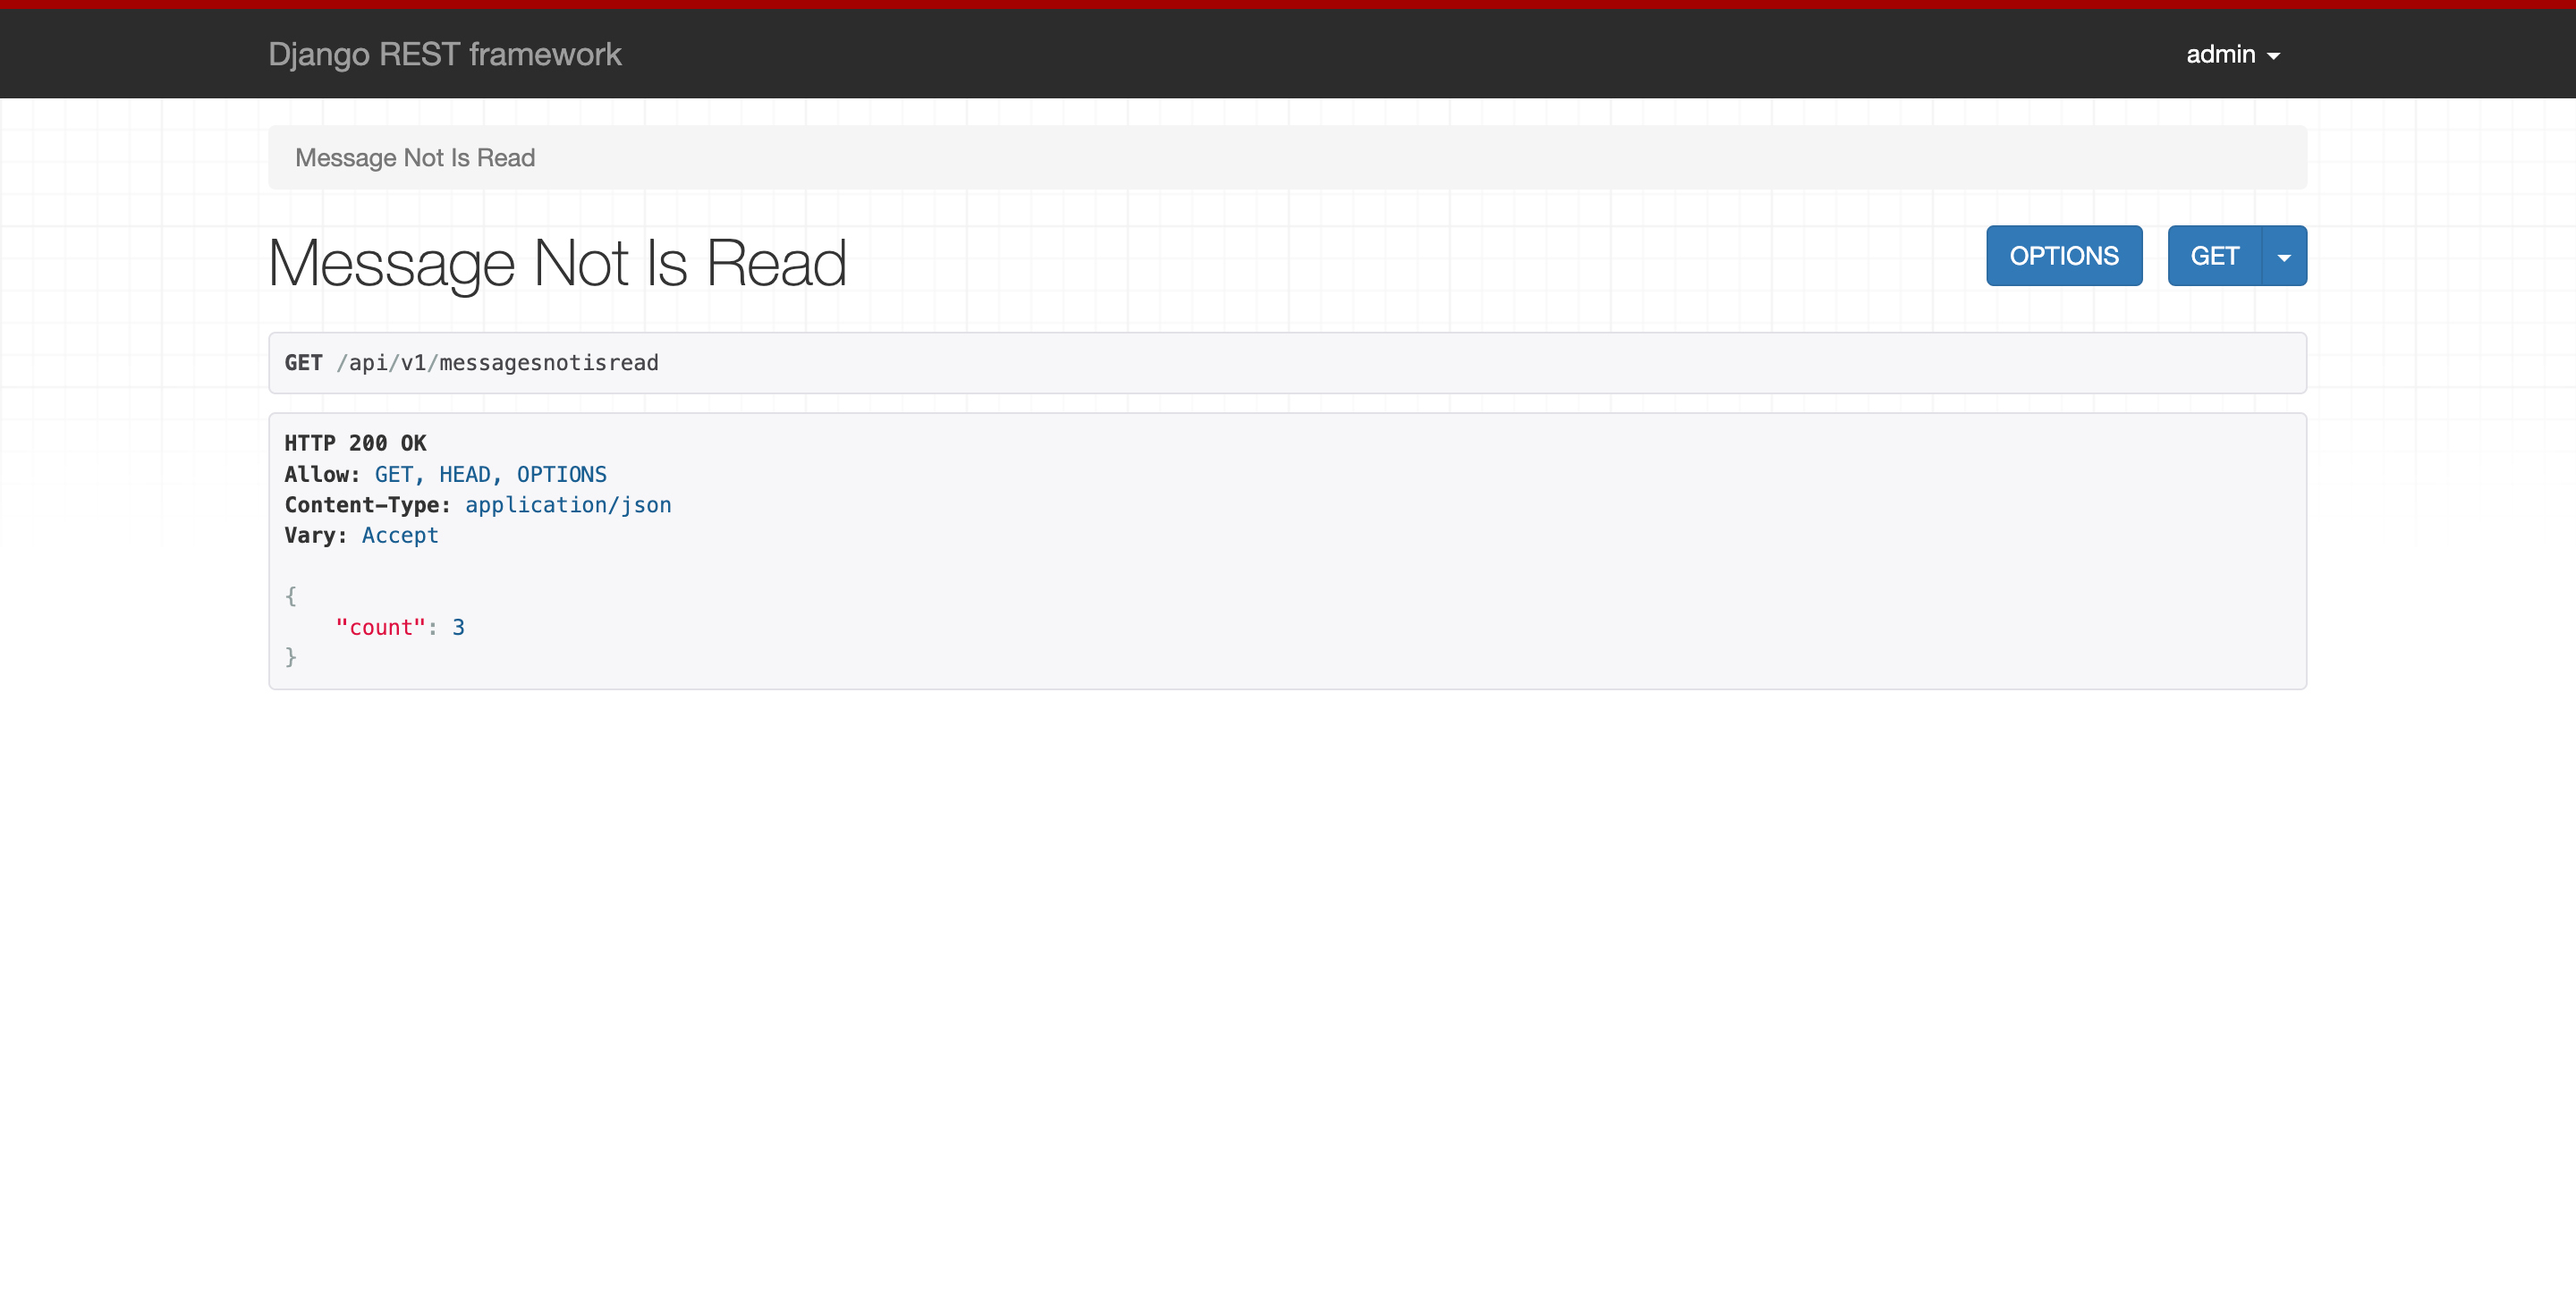 Django REST framework
admin
Message Not Is Read
Message Not Is Read
OPTIONS
GET
GET /api/v1/messagesnotisread
HTTP 200 OK
Allow: GET, HEAD, OPTIONS
Content-Type: application/json
Vary: Accept
{
    "count": 3
}